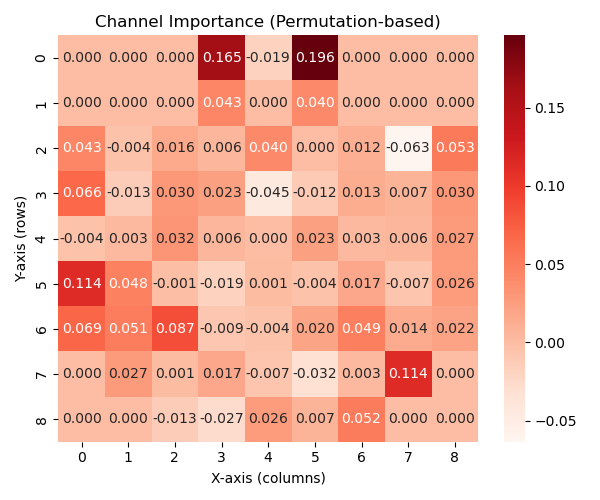 Channel Importance (Permutation-based)
0 0.000 0.000 0.000 0.165 -0.019 0.196 0.000 0.000 0.000
1 0.000 0.000 0.000 0.043 0.000 0.040 0.000 0.000 0.000
2 0.043 -0.004 0.016 0.006 0.040 0.000 0.012 -0.063 0.053
3 0.066 -0.013 0.030 0.023 -0.045 -0.012 0.013 0.007 0.030
4 -0.004 0.003 0.032 0.006 0.000 0.023 0.003 0.006 0.027
5 0.114 0.048 -0.001 -0.019 0.001 -0.004 0.017 -0.007 0.026
6 0.069 0.051 0.087 -0.009 -0.004 0.020 0.049 0.014 0.022
7 0.000 0.027 0.001 0.017 -0.007 -0.032 0.003 0.114 0.000
8 0.000 0.000 -0.013 -0.027 0.026 0.007 0.052 0.000 0.000
0 1 2 3 4 5 6 7 8
X-axis (columns)
Y-axis (rows)
0.15
0.10
0.05
0.00
−0.05